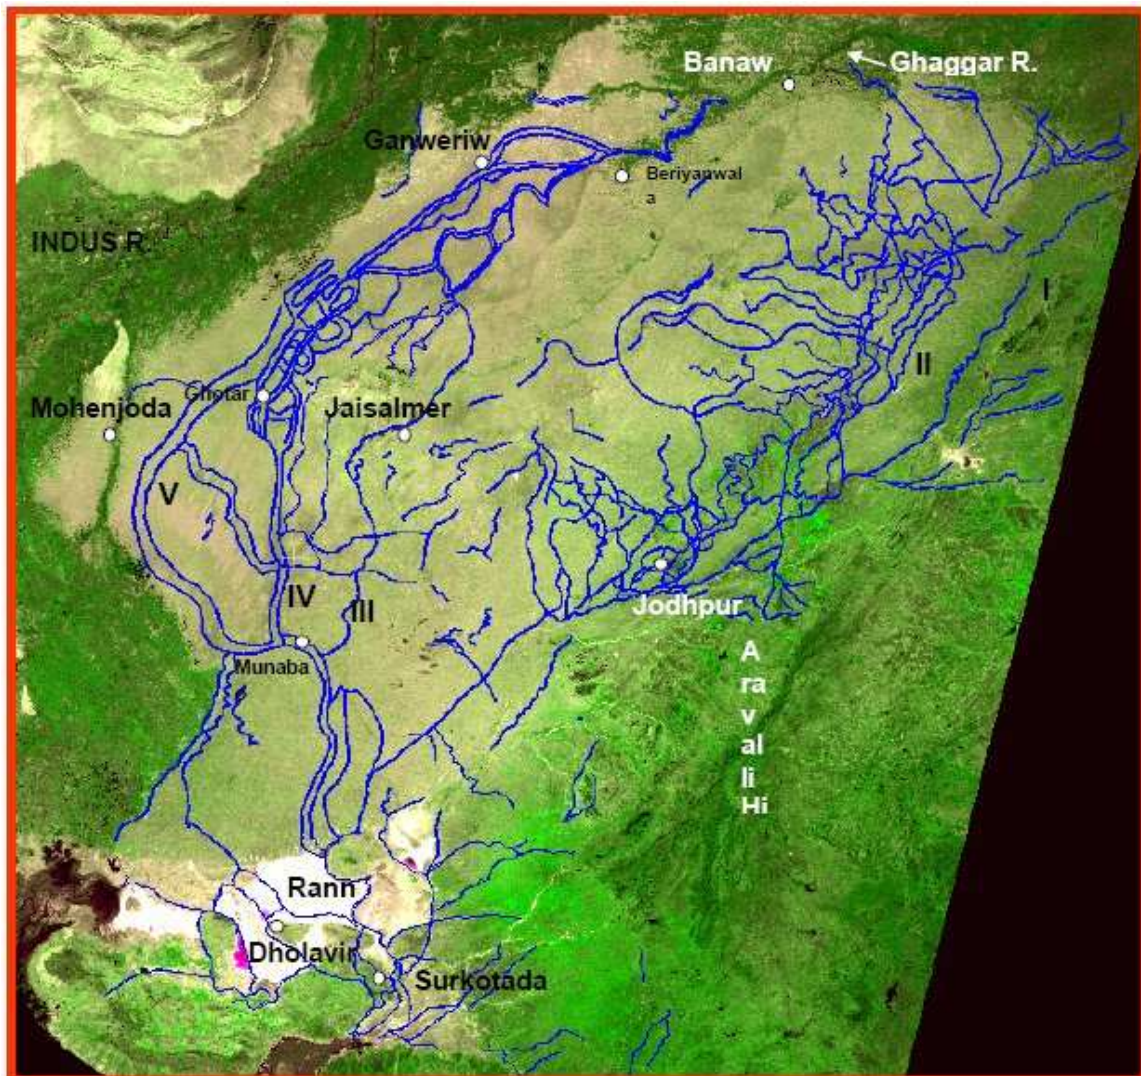 Banaw
Ghaggar R.
Ganweriw
Beriyanwal
a
INDUS R.
I
II
Mohenjoda
Ghotar
Jaisalmer
V
IV
III
Jodhpur
Munaba
A
ra
v
al
li
Hi
Rann
Dholavir
Surkotada